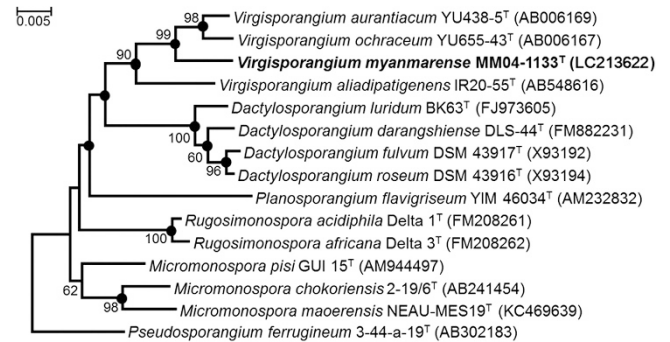 0.005
98
Virgisporangium aurantiacum YU438-5ᵀ (AB006169)
99
Virgisporangium ochraceum YU655-43ᵀ (AB006167)
90
Virgisporangium myanmarense MM04-1133ᵀ (LC213622)
Virgisporangium aliadipatigenens IR20-55ᵀ (AB548616)
Dactylosporangium luridum BK63ᵀ (FJ973605)
100
Dactylosporangium darangshiense DLS-44ᵀ (FM882231)
60
Dactylosporangium fulvum DSM 43917ᵀ (X93192)
96
Dactylosporangium roseum DSM 43916ᵀ (X93194)
Planosporangium flavigriseum YIM 46034ᵀ (AM232832)
Rugosimonospora acidiphila Delta 1ᵀ (FM208261)
100
Rugosimonospora africana Delta 3ᵀ (FM208262)
Micromonospora pisi GUI 15ᵀ (AM944497)
62
Micromonospora chokoriensis 2-19/6ᵀ (AB241454)
98
Micromonospora maoerensis NEAU-MES19ᵀ (KC469639)
Pseudosporangium ferrugineum 3-44-a-19ᵀ (AB302183)